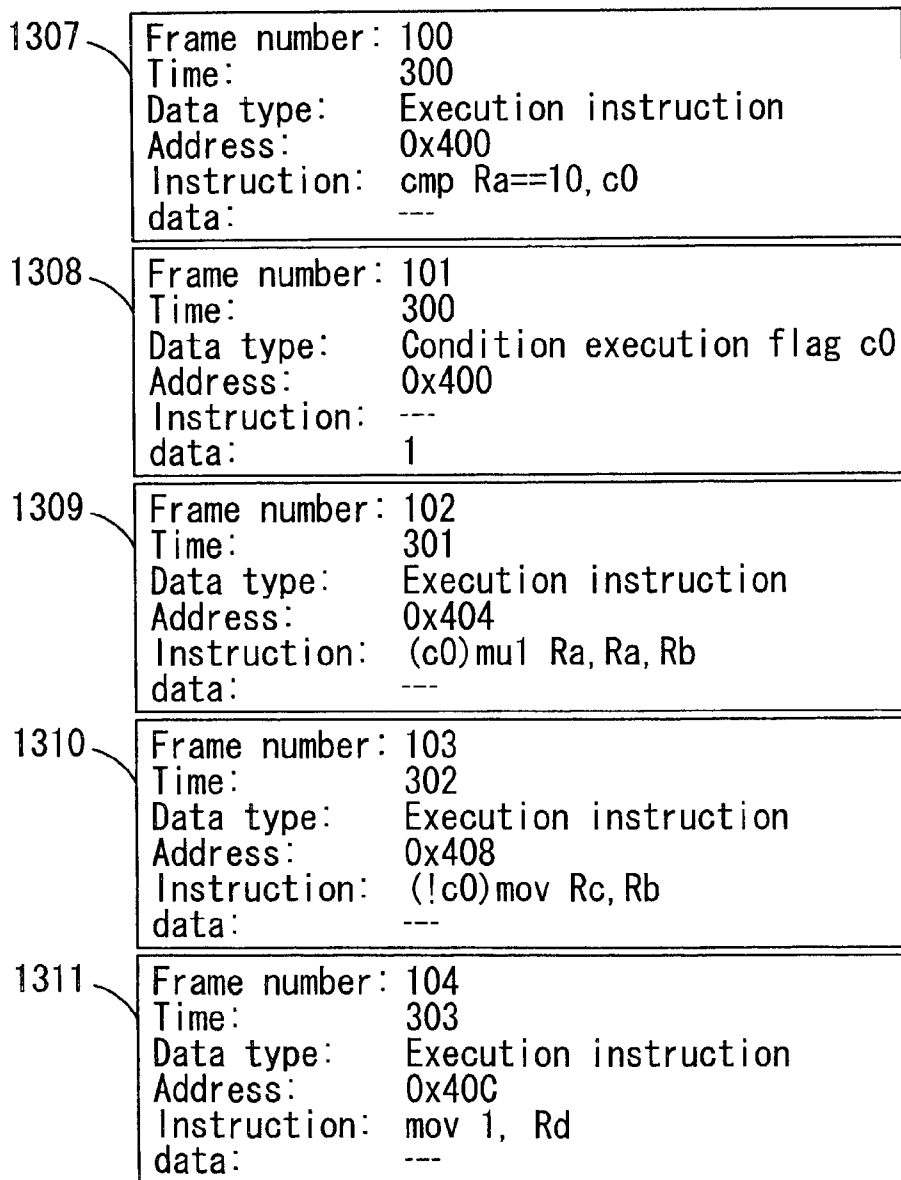 1307
Frame number: 100
Time: 300
Data type: Execution instruction
Address: 0x400
Instruction: cmp Ra==10, c0
data: ---
1308
Frame number: 101
Time: 300
Data type: Condition execution flag c0
Address: 0x400
Instruction: ---
data: 1
1309
Frame number: 102
Time: 301
Data type: Execution instruction
Address: 0x404
Instruction: (c0)mul Ra, Ra, Rb
data: ---
1310
Frame number: 103
Time: 302
Data type: Execution instruction
Address: 0x408
Instruction: (!c0)mov Rc, Rb
data: ---
1311
Frame number: 104
Time: 303
Data type: Execution instruction
Address: 0x40C
Instruction: mov 1, Rd
data: ---